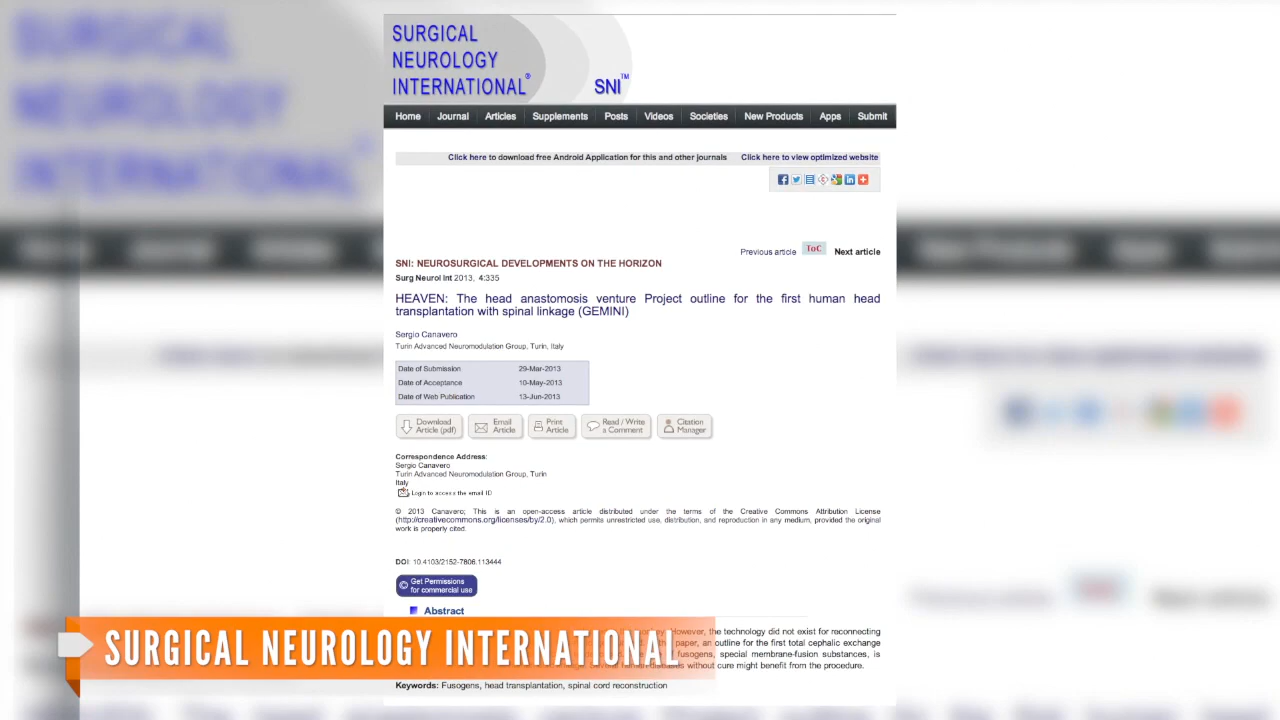 SURGICAL
NEUROLOGY
INTERNATIONAL®
SNI™
Home Journal Articles Supplements Posts Videos Societies New Products Apps Submit
Click here to download free Android Application for this and other journals Click here to view optimized website
Previous article ToC Next article
SNI: NEUROSURGICAL DEVELOPMENTS ON THE HORIZON
Surg Neurol Int 2013, 4:335
HEAVEN: The head anastomosis venture Project outline for the first human head
transplantation with spinal linkage (GEMINI)
Sergio Canavero
Turin Advanced Neuromodulation Group, Turin, Italy
Date of Submission 29-Mar-2013
Date of Acceptance 10-May-2013
Date of Web Publication 13-Jun-2013
Download
Article (pdf)
Email
Article
Print
Article
Read / Write
a Comment
Citation
Manager
Correspondence Address:
Sergio Canavero
Turin Advanced Neuromodulation Group, Turin
Italy
Login to access the email ID
© 2013 Canavero; This is an open-access article distributed under the terms of the Creative Commons Attribution License
(http://creativecommons.org/licenses/by/2.0), which permits unrestricted use, distribution, and reproduction in any medium, provided the original
work is properly cited.
DOI: 10.4103/2152-7806.113444
Get Permissions
for commercial use
Abstract
However, the technology did not exist for reconnecting
paper, an outline for the first total cephalic exchange
fusogens, special membrane-fusion substances, is
without cure might benefit from the procedure.
SURGICAL NEUROLOGY INTERNATIONAL
Keywords: Fusogens, head transplantation, spinal cord reconstruction